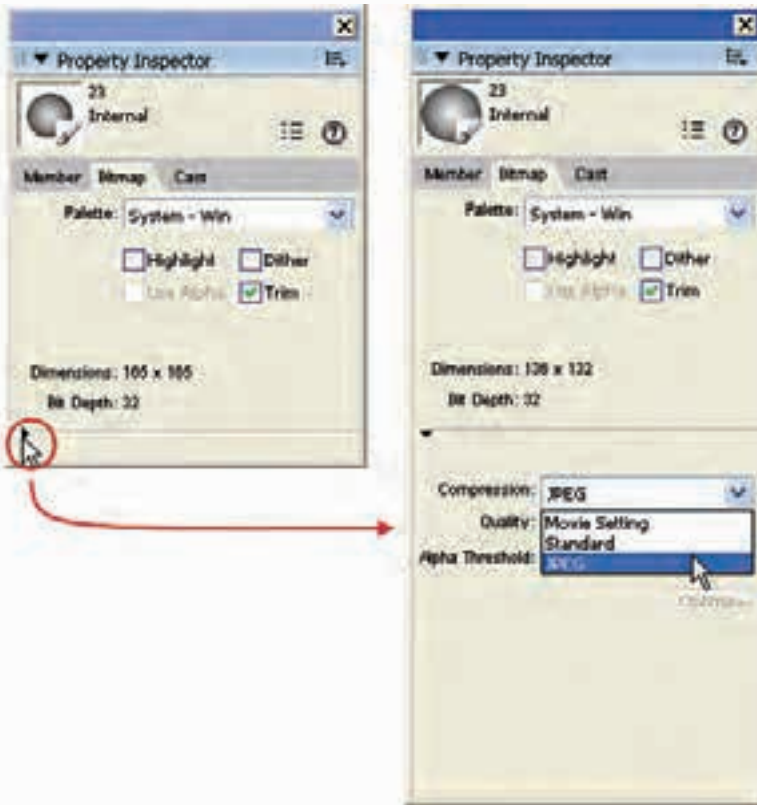 Property Inspector
23
Internal
Member Bitmap Cast
Palette: System - Win
Highlight Dither
Use Alpha Trim
Dimensions: 165 x 165
Bit Depth: 32
Property Inspector
23
Internal
Member Bitmap Cast
Palette: System - Win
Highlight Dither
Use Alpha Trim
Dimensions: 138 x 132
Bit Depth: 32
Compression: JPEG
Quality: Movie Setting
Standard
Alpha Threshold: JPEG